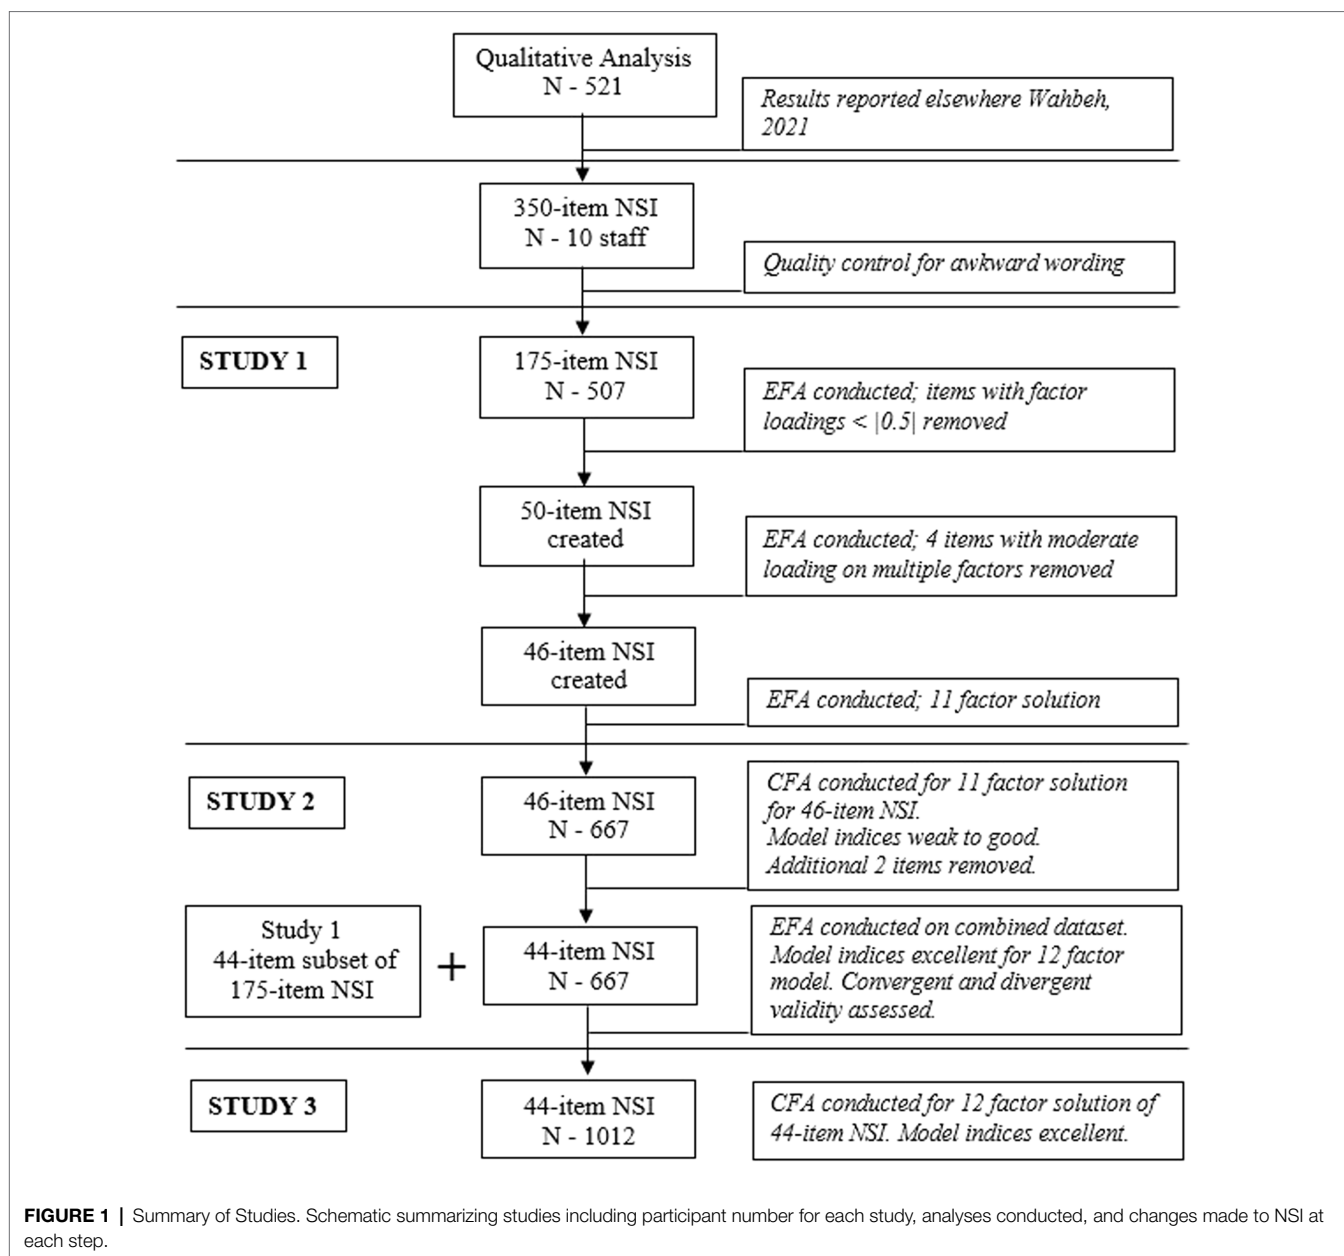 Qualitative Analysis
N - 521
Results reported elsewhere Wahbeh,
2021
350-item NSI
N - 10 staff
Quality control for awkward wording
STUDY 1
175-item NSI
N - 507
EFA conducted; items with factor
loadings < |0.5| removed
50-item NSI
created
EFA conducted; 4 items with moderate
loading on multiple factors removed
46-item NSI
created
EFA conducted; 11 factor solution
STUDY 2
46-item NSI
N - 667
CFA conducted for 11 factor solution
for 46-item NSI.
Model indices weak to good.
Additional 2 items removed.
Study 1
44-item subset of
175-item NSI
+
44-item NSI
N - 667
EFA conducted on combined dataset.
Model indices excellent for 12 factor
model. Convergent and divergent
validity assessed.
STUDY 3
44-item NSI
N - 1012
CFA conducted for 12 factor solution of
44-item NSI. Model indices excellent.
FIGURE 1 | Summary of Studies. Schematic summarizing studies including participant number for each study, analyses conducted, and changes made to NSI at
each step.